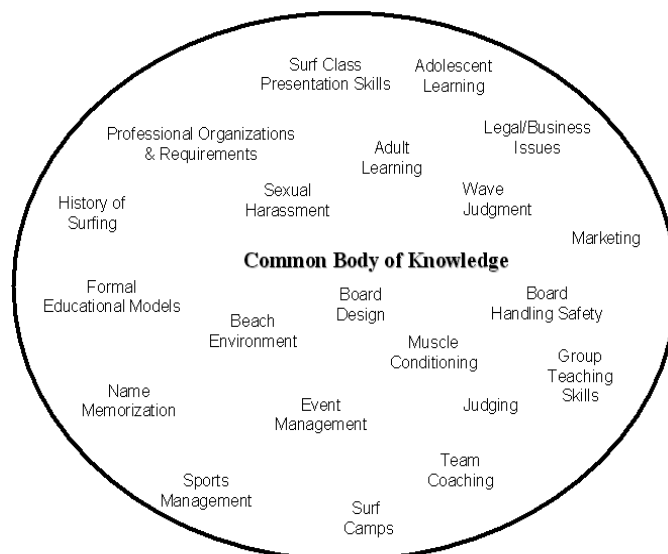 Surf Class
Presentation Skills
Adolescent
Learning
Professional Organizations
& Requirements
Adult
Learning
Legal/Business
Issues
History of
Surfing
Sexual
Harassment
Wave
Judgment
Marketing
Common Body of Knowledge
Formal
Educational Models
Beach
Environment
Board
Design
Board
Handling Safety
Muscle
Conditioning
Group
Teaching
Skills
Name
Memorization
Event
Management
Judging
Team
Coaching
Sports
Management
Surf
Camps